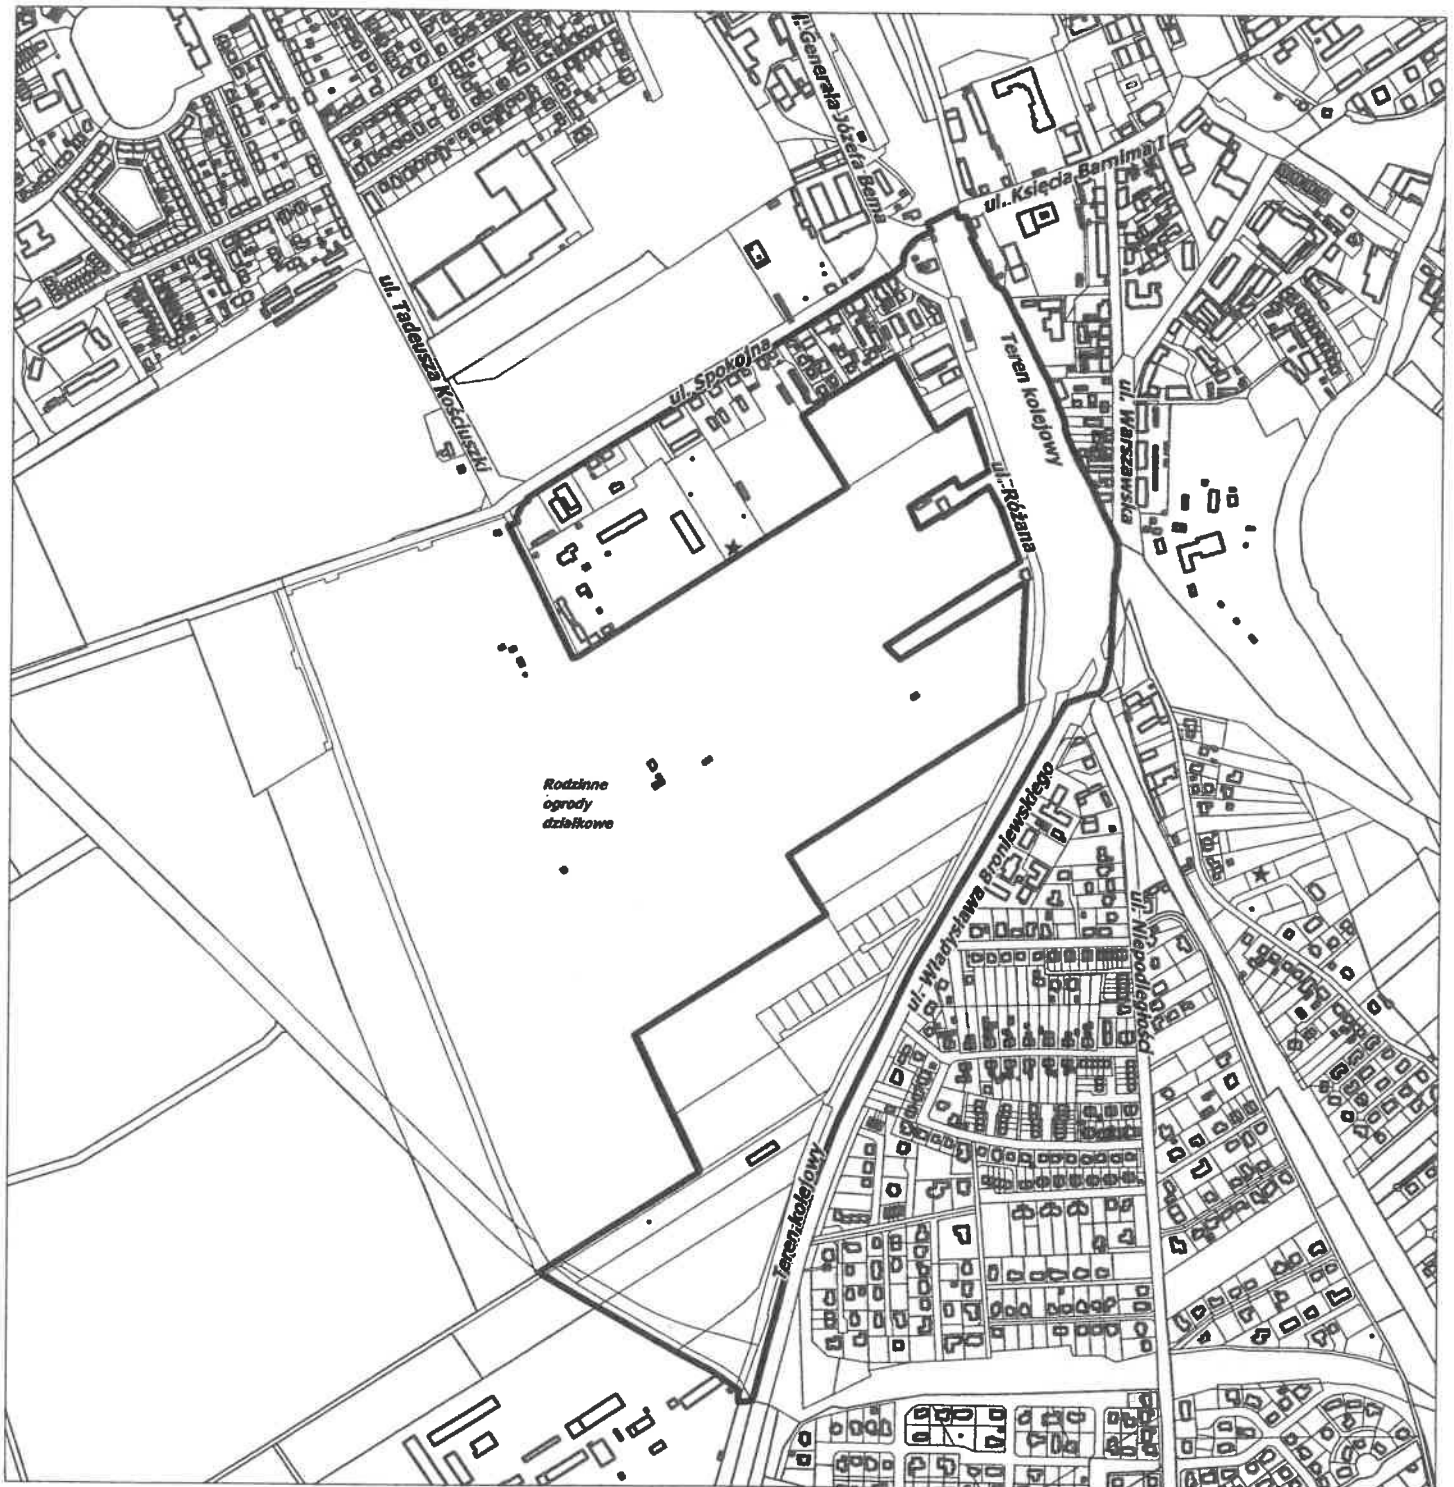 ul. Generała Józefa Bema
ul. Księcia Barnima I
ul. Tadeusza Kościuszki
ul. Spokojna
Teren kolejowy
ul. Warszawska
ul. Różana
Rodzinne
ogrody
działkowe
ul. Władysława Broniewskiego
ul. Niepodległości
Teren kolejowy